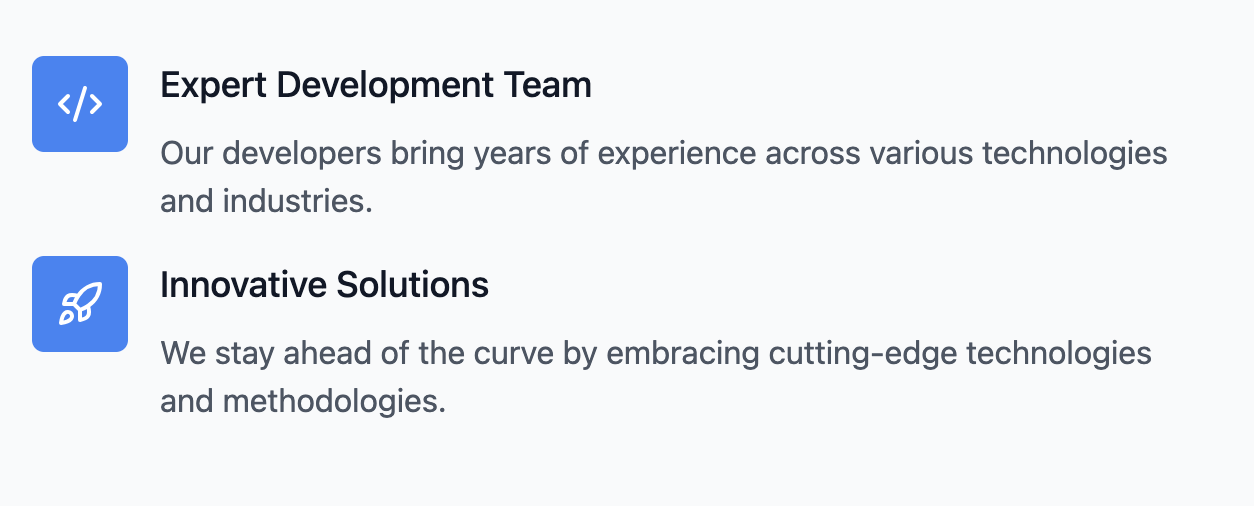 Expert Development Team
Our developers bring years of experience across various technologies
and industries.
Innovative Solutions
We stay ahead of the curve by embracing cutting-edge technologies
and methodologies.